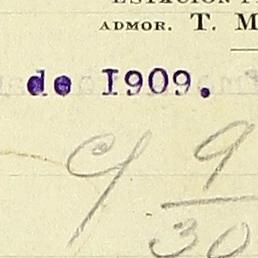 ADMOR. T. M
de 1909.
c/ 9
30